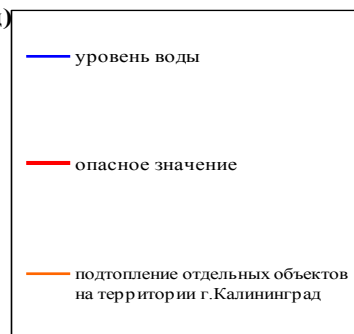 )
уровень воды
опасное значение
подтопление отдельных объектов
на территории г.Калининград